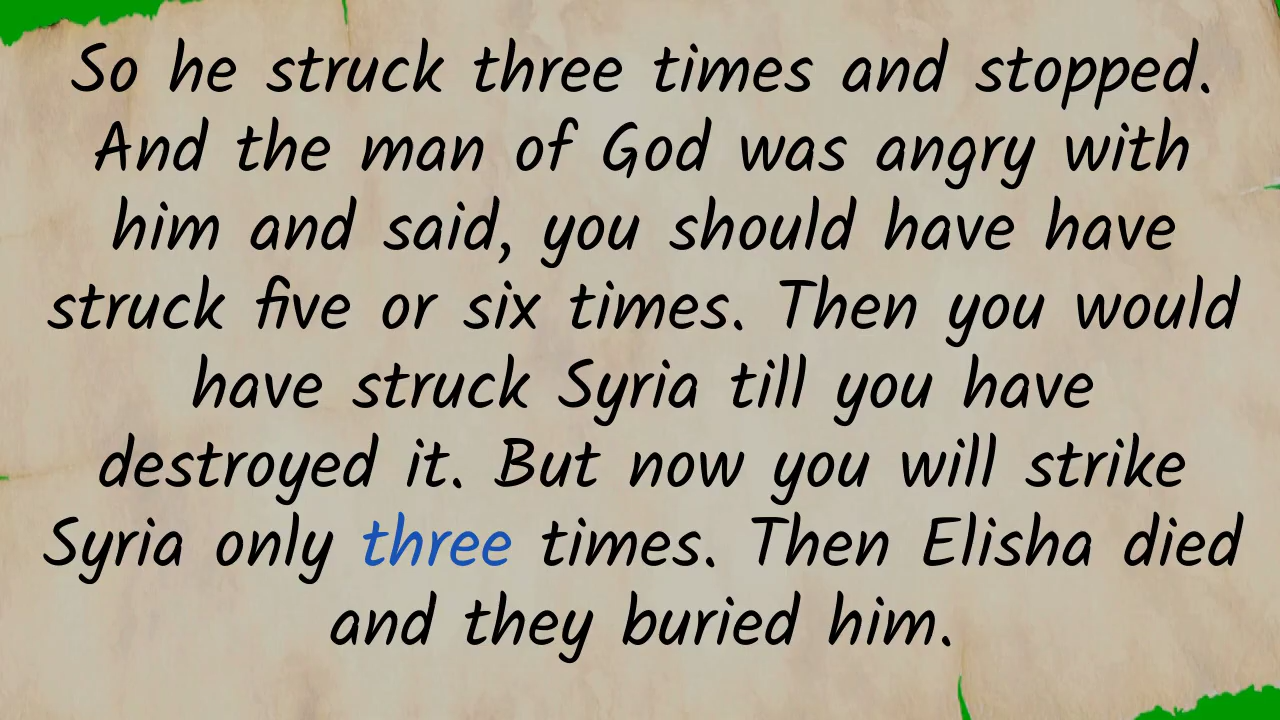 So he struck three times and stopped.
And the man of God was angry with
him and said, you should have have
struck five or six times. Then you would
have struck Syria till you have
destroyed it. But now you will strike
Syria only three times. Then Elisha died
and they buried him.